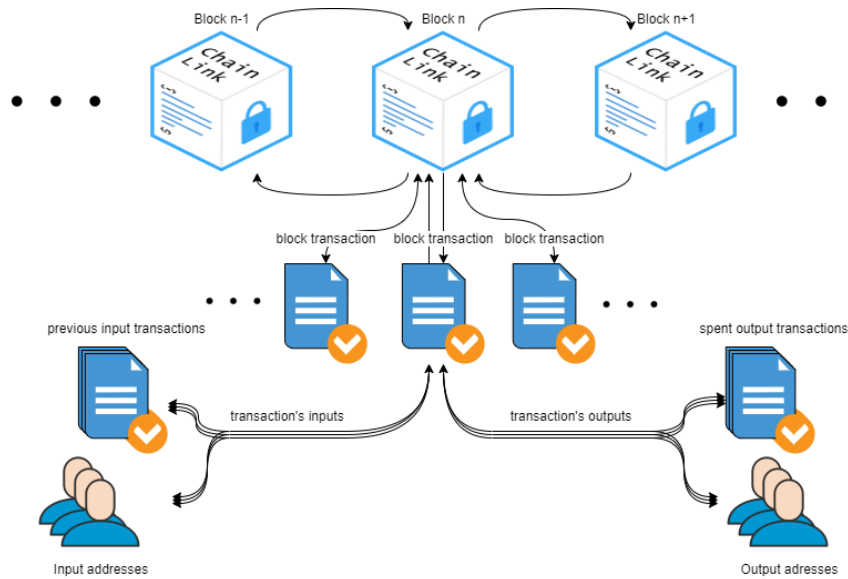 Block n-1
Block n
Block n+1
Chain
Link
Chain
Link
Chain
Link
block transaction
block transaction
block transaction
previous input transactions
spent output transactions
transaction's inputs
transaction's outputs
Input addresses
Output adresses